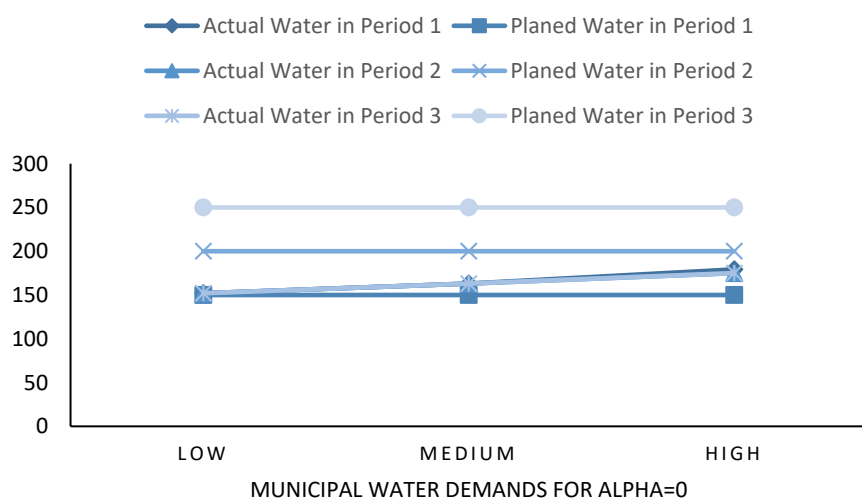 Actual Water in Period 1 Planed Water in Period 1
Actual Water in Period 2 Planed Water in Period 2
Actual Water in Period 3 Planed Water in Period 3
300
250
200
150
100
50
0
LOW MEDIUM HIGH
MUNICIPAL WATER DEMANDS FOR ALPHA=0